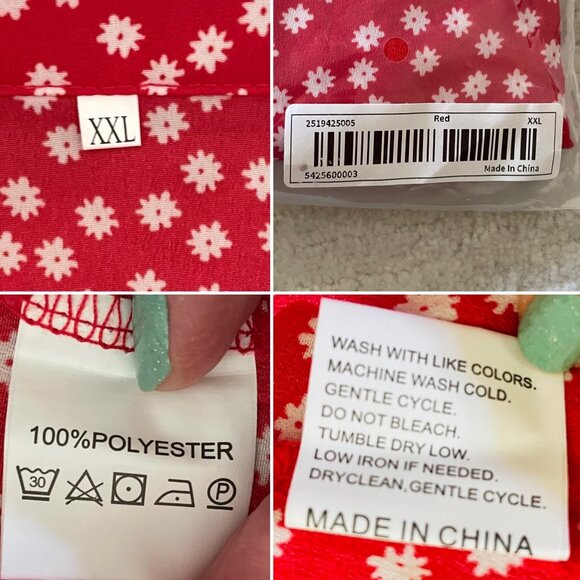 XXL
2519425005 Red XXL
5425600003 Made In China
100%POLYESTER
30 P
WASH WITH LIKE COLORS.
MACHINE WASH COLD.
GENTLE CYCLE.
DO NOT BLEACH.
TUMBLE DRY LOW.
LOW IRON IF NEEDED.
DRYCLEAN,GENTLE CYCLE.
MADE IN CHINA